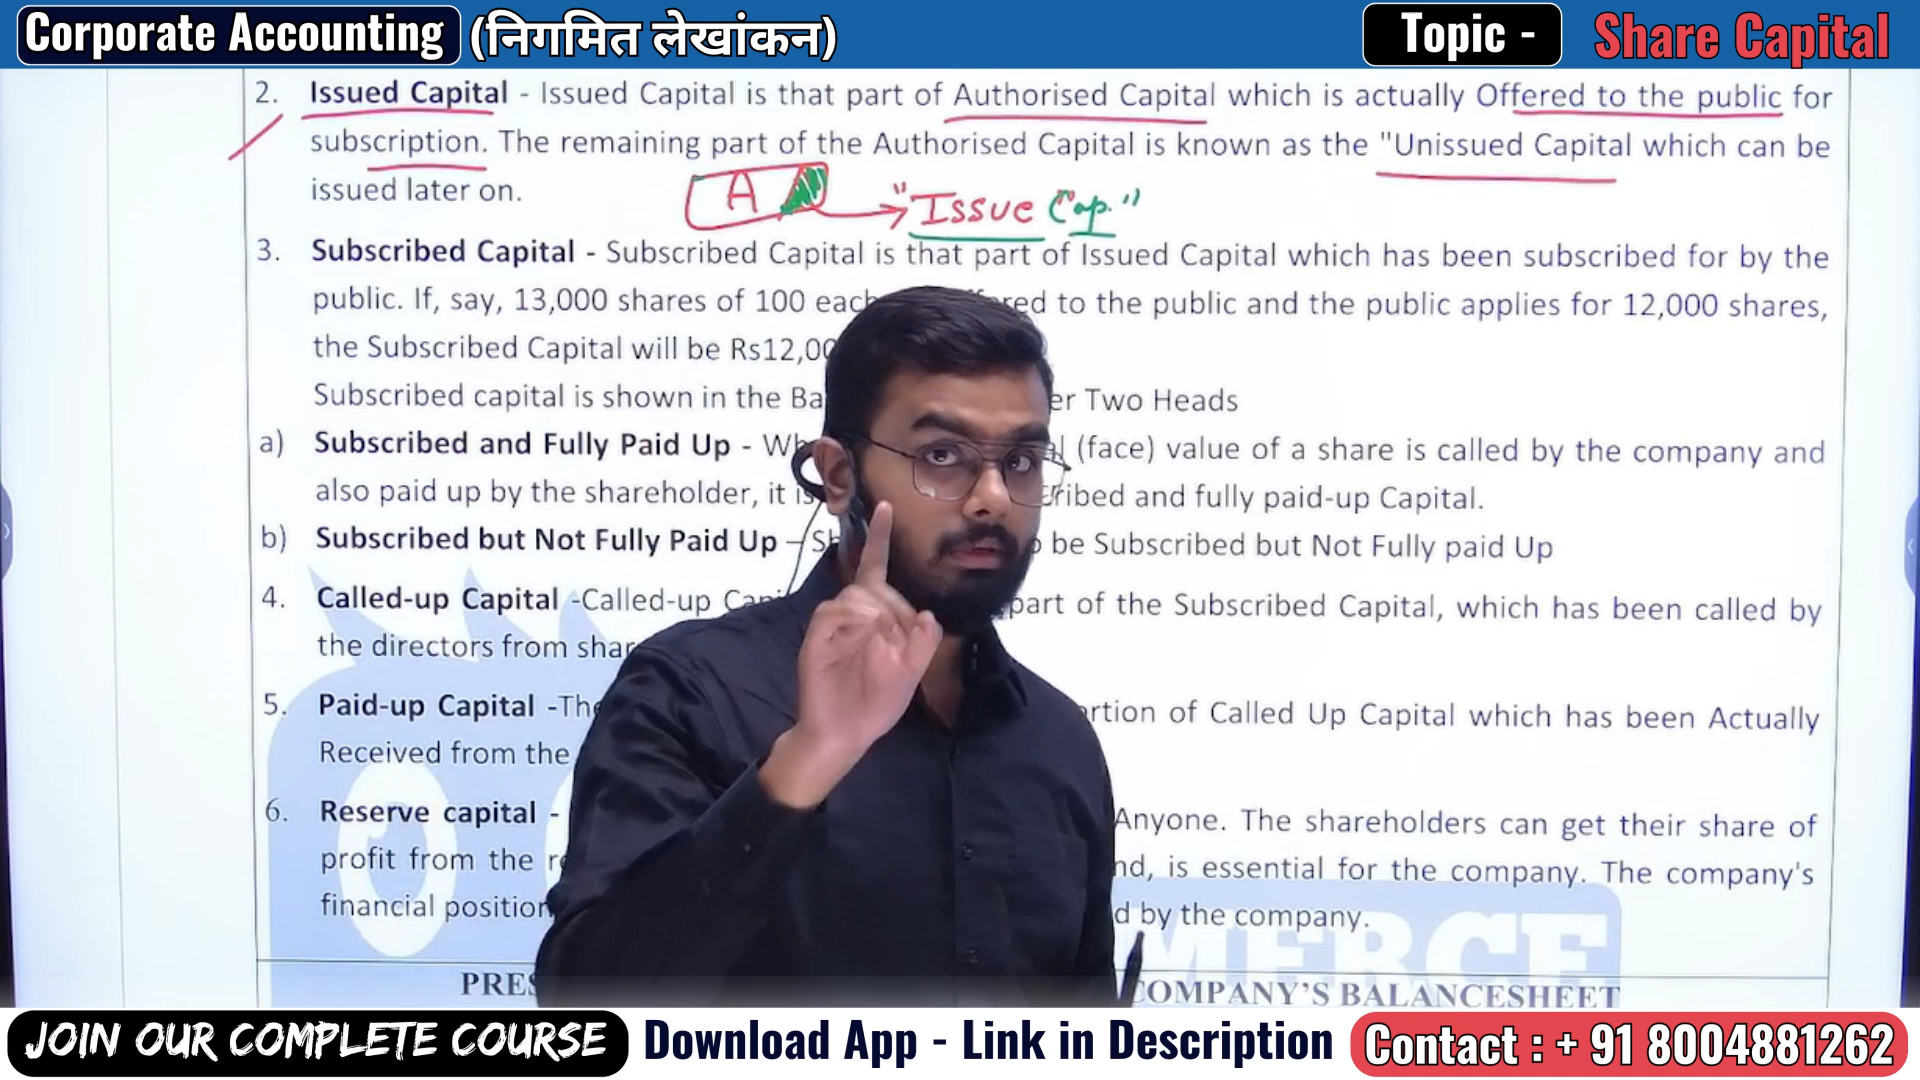 Corporate Accounting (निगमित लेखांकन) Topic - Share Capital
2. Issued Capital - Issued Capital is that part of Authorised Capital which is actually Offered to the public for
subscription. The remaining part of the Authorised Capital is known as the "Unissued Capital which can be
issued later on.
A "Issue Cap."
3. Subscribed Capital - Subscribed Capital is that part of Issued Capital which has been subscribed for by the
public. If, say, 13,000 shares of 100 each to the public and the public applies for 12,000 shares,
the Subscribed Capital will be Rs12,00
Subscribed capital is shown in the Two Heads
a) Subscribed and Fully Paid Up - (face) value of a share is called by the company and
also paid up by the shareholder, it is and fully paid-up Capital.
b) Subscribed but Not Fully Paid Up - be Subscribed but Not Fully paid Up
4. Called-up Capital -Called-up part of the Subscribed Capital, which has been called by
the directors from
5. Paid-up Capital -The of Called Up Capital which has been Actually
Received from the
6. Reserve capital - Anyone. The shareholders can get their share of
profit from the is essential for the company. The company's
financial position by the company.
COMPANY'S BALANCESHEET
JOIN OUR COMPLETE COURSE Download App - Link in Description Contact : + 91 8004881262